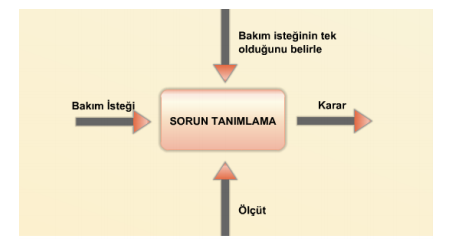 Bakım isteğinin tek
olduğunu belirle
Bakım İsteği
SORUN TANIMLAMA
Karar
Ölçüt